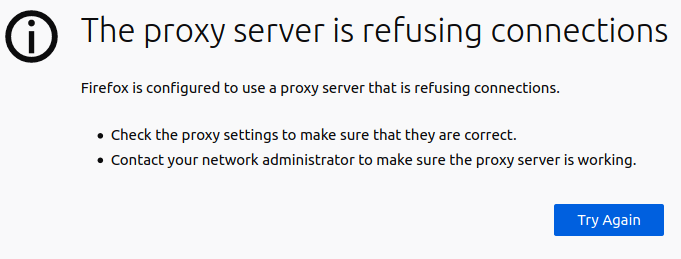 The proxy server is refusing connections
Firefox is configured to use a proxy server that is refusing connections.
• Check the proxy settings to make sure that they are correct.
• Contact your network administrator to make sure the proxy server is working.
Try Again